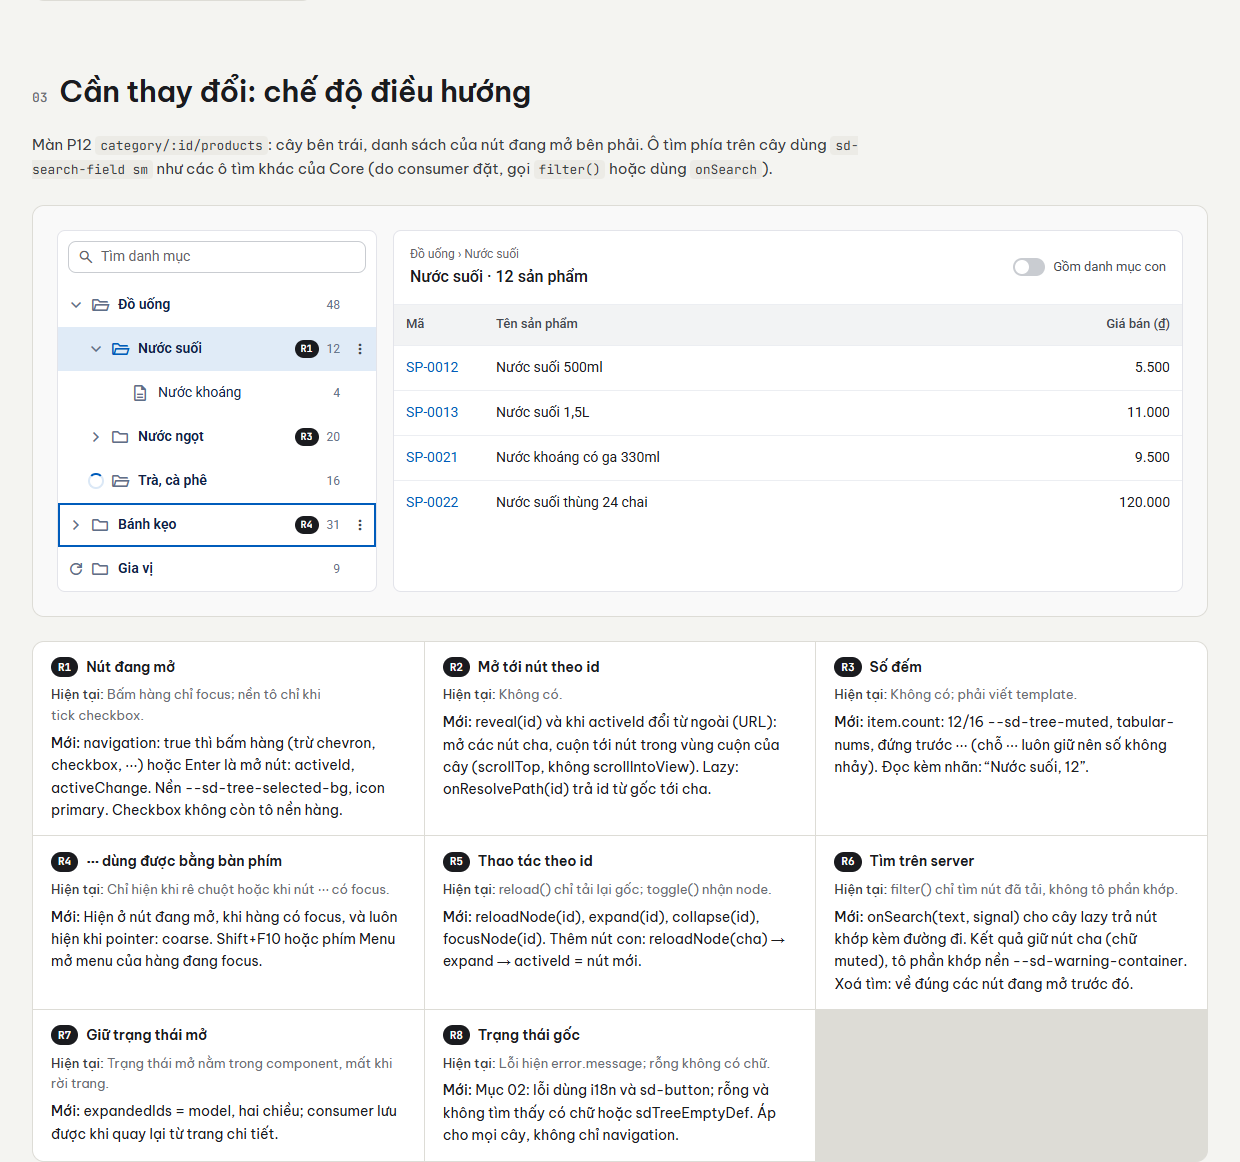 03 Cần thay đổi: chế độ điều hướng
Màn P12 category/:id/products : cây bên trái, danh sách của nút đang mở bên phải. Ô tìm phía trên cây dùng sd-
search-field sm như các ô tìm khác của Core (do consumer đặt, gọi filter() hoặc dùng onSearch ).
Tìm danh mục
Đồ uống 48
Nước suối R1 12
Nước khoáng 4
Nước ngọt R3 20
Trà, cà phê 16
Bánh kẹo R4 31
Gia vị 9
Đồ uống › Nước suối
Nước suối · 12 sản phẩm
Gồm danh mục con
Mã Tên sản phẩm Giá bán (₫)
SP-0012 Nước suối 500ml 5.500
SP-0013 Nước suối 1,5L 11.000
SP-0021 Nước khoáng có ga 330ml 9.500
SP-0022 Nước suối thùng 24 chai 120.000
R1 Nút đang mở
Hiện tại: Bấm hàng chỉ focus; nền tô chỉ khi
tick checkbox.
Mới: navigation: true thì bấm hàng (trừ chevron,
checkbox, ···) hoặc Enter là mở nút: activeId,
activeChange. Nền --sd-tree-selected-bg, icon
primary. Checkbox không còn tô nền hàng.
R2 Mở tới nút theo id
Hiện tại: Không có.
Mới: reveal(id) và khi activeId đổi từ ngoài (URL):
mở các nút cha, cuộn tới nút trong vùng cuộn của
cây (scrollTop, không scrollIntoView). Lazy:
onResolvePath(id) trả id từ gốc tới cha.
R3 Số đếm
Hiện tại: Không có; phải viết template.
Mới: item.count: 12/16 --sd-tree-muted, tabular-
nums, đứng trước ··· (chỗ ··· luôn giữ nên số không
nhảy). Đọc kèm nhãn: “Nước suối, 12”.
R4 ··· dùng được bằng bàn phím
Hiện tại: Chỉ hiện khi rê chuột hoặc khi nút ··· có focus.
Mới: Hiện ở nút đang mở, khi hàng có focus, và luôn
hiện khi pointer: coarse. Shift+F10 hoặc phím Menu
mở menu của hàng đang focus.
R5 Thao tác theo id
Hiện tại: reload() chỉ tải lại gốc; toggle() nhận node.
Mới: reloadNode(id), expand(id), collapse(id),
focusNode(id). Thêm nút con: reloadNode(cha) →
expand → activeId = nút mới.
R6 Tìm trên server
Hiện tại: filter() chỉ tìm nút đã tải, không tô phần khớp.
Mới: onSearch(text, signal) cho cây lazy trả nút
khớp kèm đường đi. Kết quả giữ nút cha (chữ
muted), tô phần khớp nền --sd-warning-container.
Xoá tìm: về đúng các nút đang mở trước đó.
R7 Giữ trạng thái mở
Hiện tại: Trạng thái mở nằm trong component, mất khi
rời trang.
Mới: expandedIds = model, hai chiều; consumer lưu
được khi quay lại từ trang chi tiết.
R8 Trạng thái gốc
Hiện tại: Lỗi hiện error.message; rỗng không có chữ.
Mới: Mục 02: lỗi dùng i18n và sd-button; rỗng và
không tìm thấy có chữ hoặc sdTreeEmptyDef. Áp
cho mọi cây, không chỉ navigation.